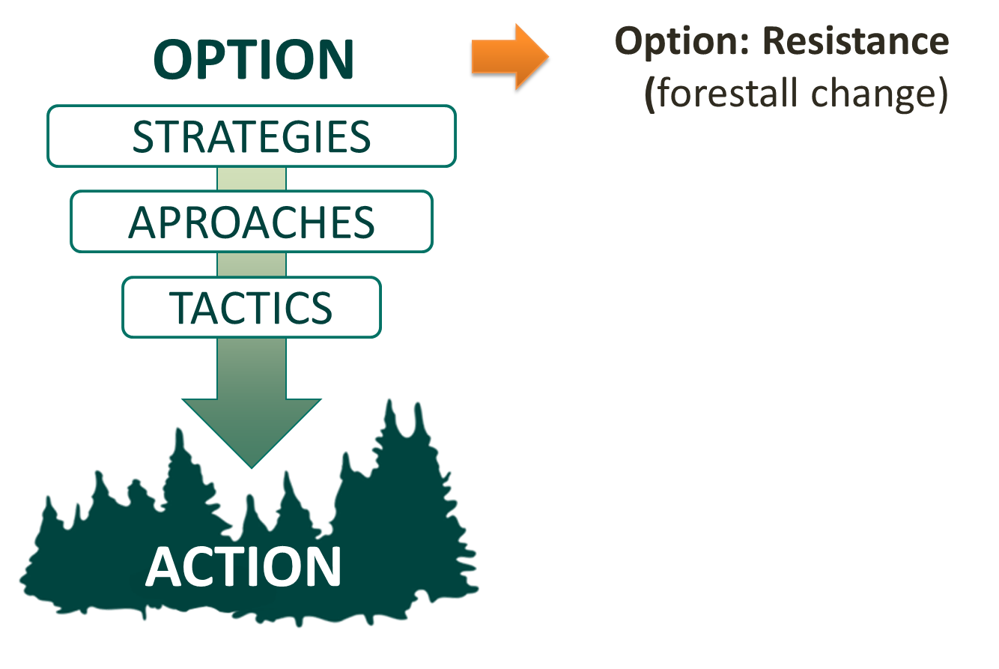 OPTION
STRATEGIES
APROACHES
TACTICS
ACTION
Option: Resistance
(forestall change)